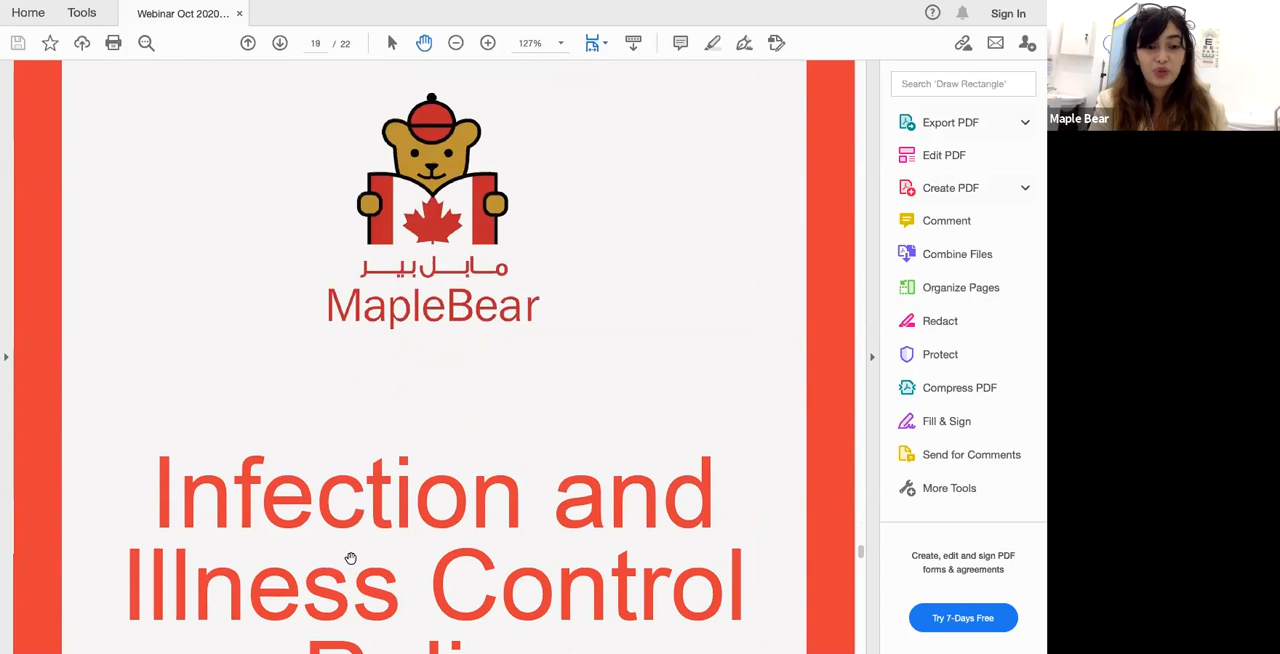 Home
Tools
Webinar Oct 2020...
Sign In
19 / 22
127%
Search 'Draw Rectangle'
Export PDF
Edit PDF
Create PDF
Comment
Combine Files
Organize Pages
Redact
Protect
Compress PDF
Fill & Sign
Send for Comments
More Tools
Create, edit and sign PDF
forms & agreements
Try 7-Days Free
Maple Bear
مابل بير
MapleBear
Infection and
Illness Control